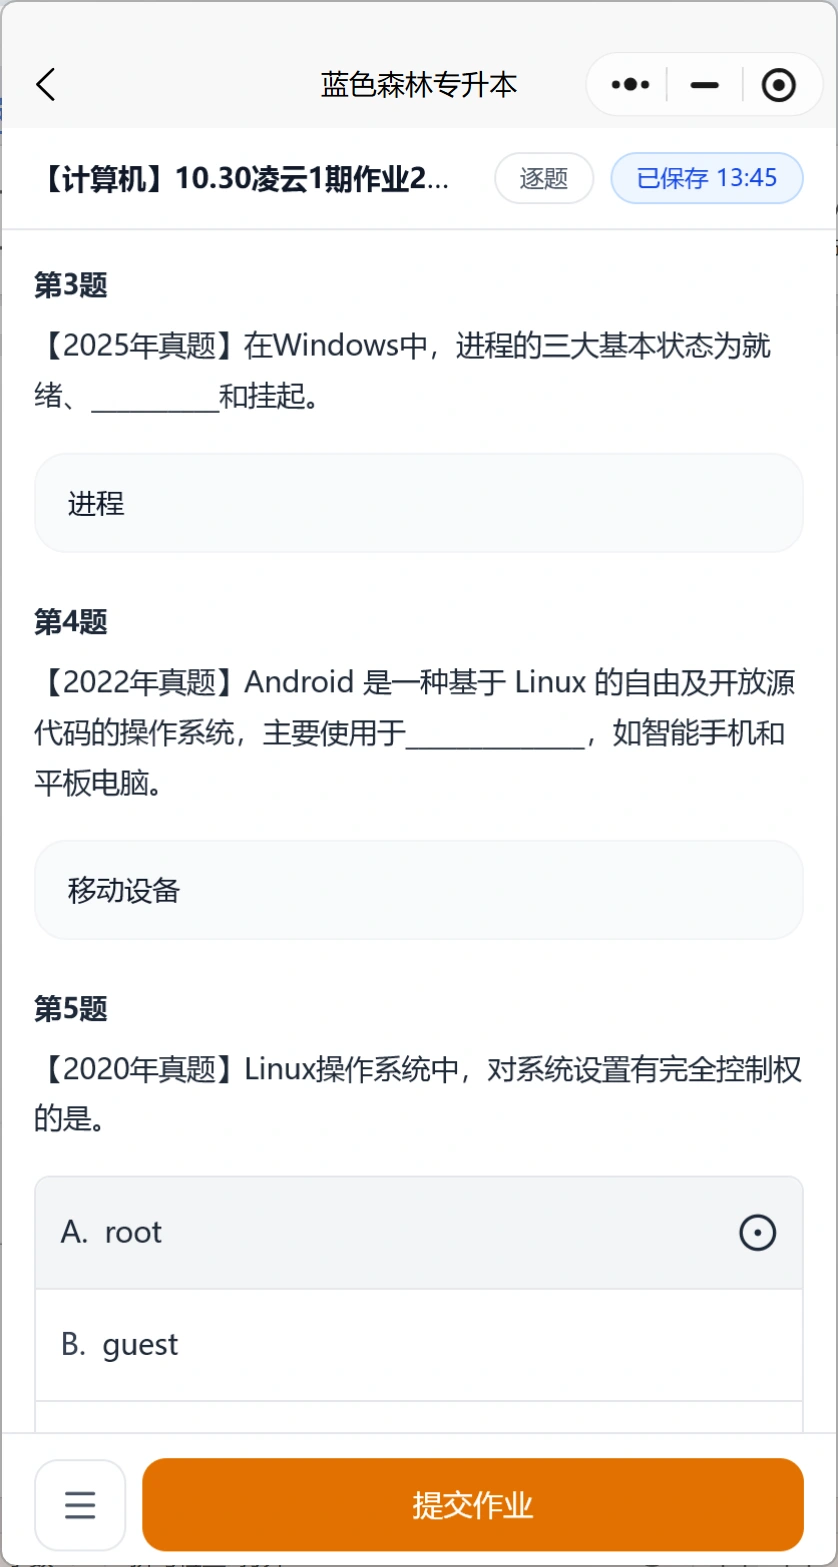 蓝色森林专升本
【计算机】10.30凌云1期作业2...
逐题
已保存 13:45
第3题
【2025年真题】在Windows中，进程的三大基本状态为就
绪、_________和挂起。
进程
第4题
【2022年真题】Android 是一种基于 Linux 的自由及开放源
代码的操作系统，主要使用于____________，如智能手机和
平板电脑。
移动设备
第5题
【2020年真题】Linux操作系统中，对系统设置有完全控制权
的是。
A. root
B. guest
提交作业